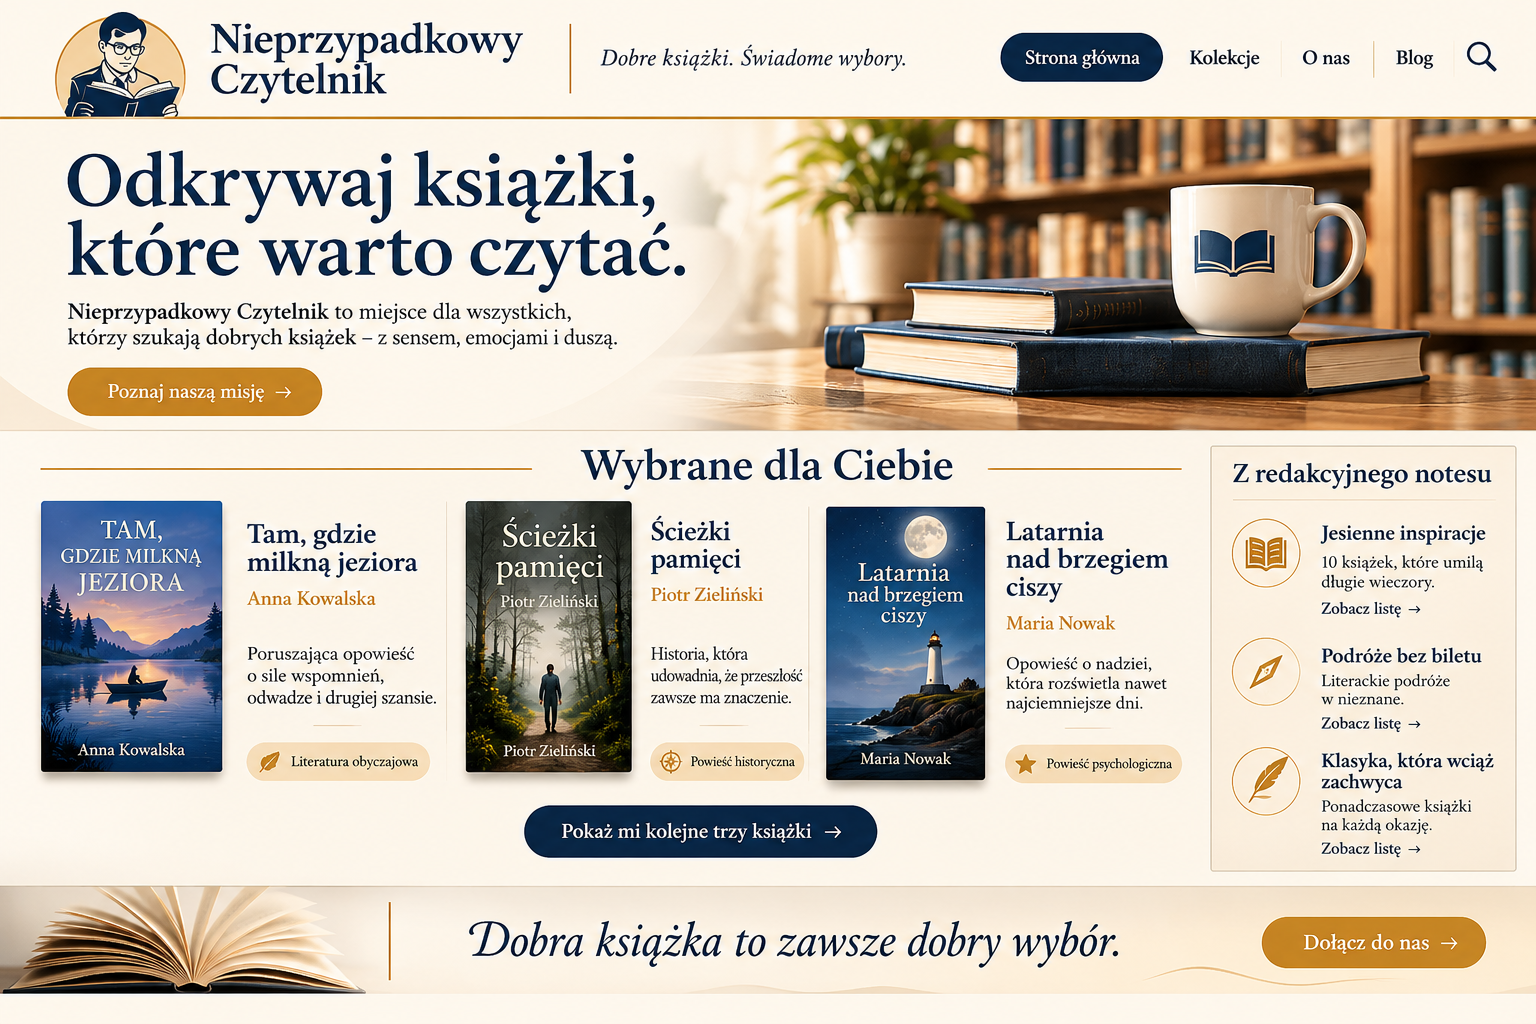 Nieprzypadkowy
Czytelnik
Dobre książki. Świadome wybory.
Strona główna
Kolekcje
O nas
Blog
Odkrywaj książki,
które warto czytać.
Nieprzypadkowy Czytelnik to miejsce dla wszystkich,
którzy szukają dobrych książek – z sensem, emocjami i duszą.
Poznaj naszą misję →
Wybrane dla Ciebie
TAM,
GDZIE MILKNĄ
JEZIORA
Anna Kowalska
Tam, gdzie
milkną jeziora
Anna Kowalska
Poruszająca opowieść
o sile wspomnień,
odwadze i drugiej szansie.
Literatura obyczajowa
Ścieżki
pamięci
Piotr Zieliński
Piotr Zieliński
Ścieżki
pamięci
Piotr Zieliński
Historia, która
udowadnia, że przeszłość
zawsze ma znaczenie.
Powieść historyczna
Latarnia
nad brzegiem
ciszy
Maria Nowak
Latarnia
nad brzegiem
ciszy
Maria Nowak
Opowieść o nadziei,
która rozświetla nawet
najciemniejsze dni.
Powieść psychologiczna
Pokaż mi kolejne trzy książki →
Z redakcyjnego notesu
Jesienne inspiracje
10 książek, które umilą
długie wieczory.
Zobacz listę →
Podróże bez biletu
Literackie podróże
w nieznane.
Zobacz listę →
Klasyka, która wciąż
zachwyca
Ponadczasowe książki
na każdą okazję.
Zobacz listę →
Dobra książka to zawsze dobry wybór.
Dołącz do nas →